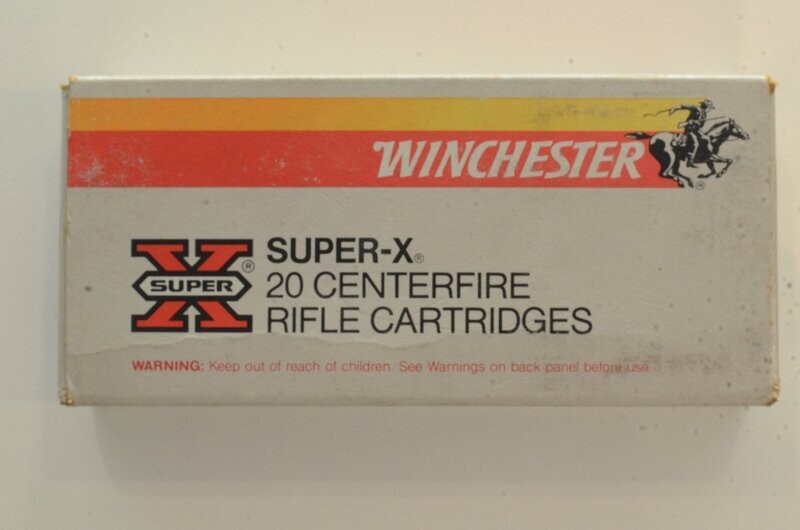 WINCHESTER
®
SUPER
®
SUPER-X®
20 CENTERFIRE
RIFLE CARTRIDGES
WARNING: Keep out of reach of children. See Warnings on back panel before use.